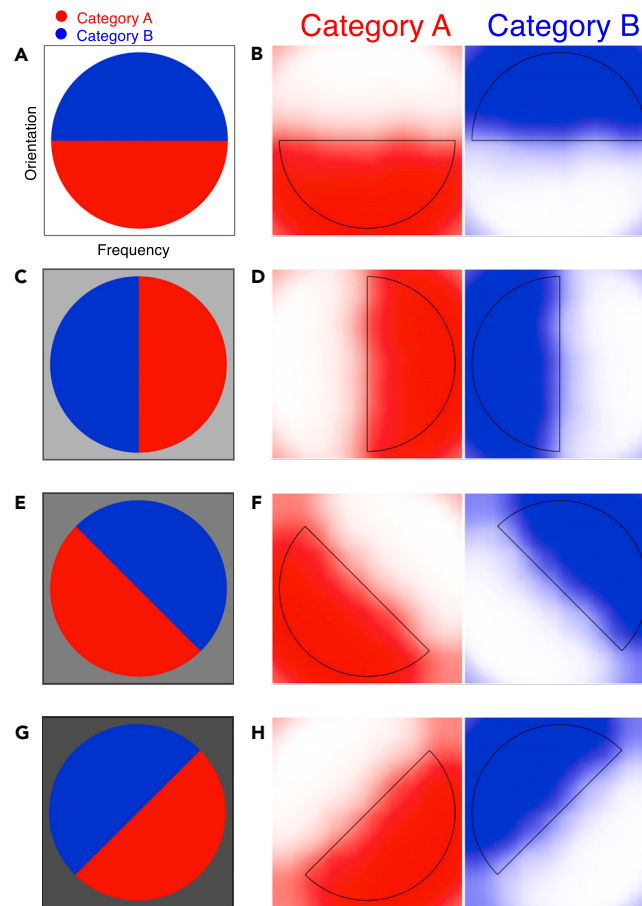 Category A
Category B
Category A
Category B
A
B
Orientation
Frequency
C
D
E
F
G
H